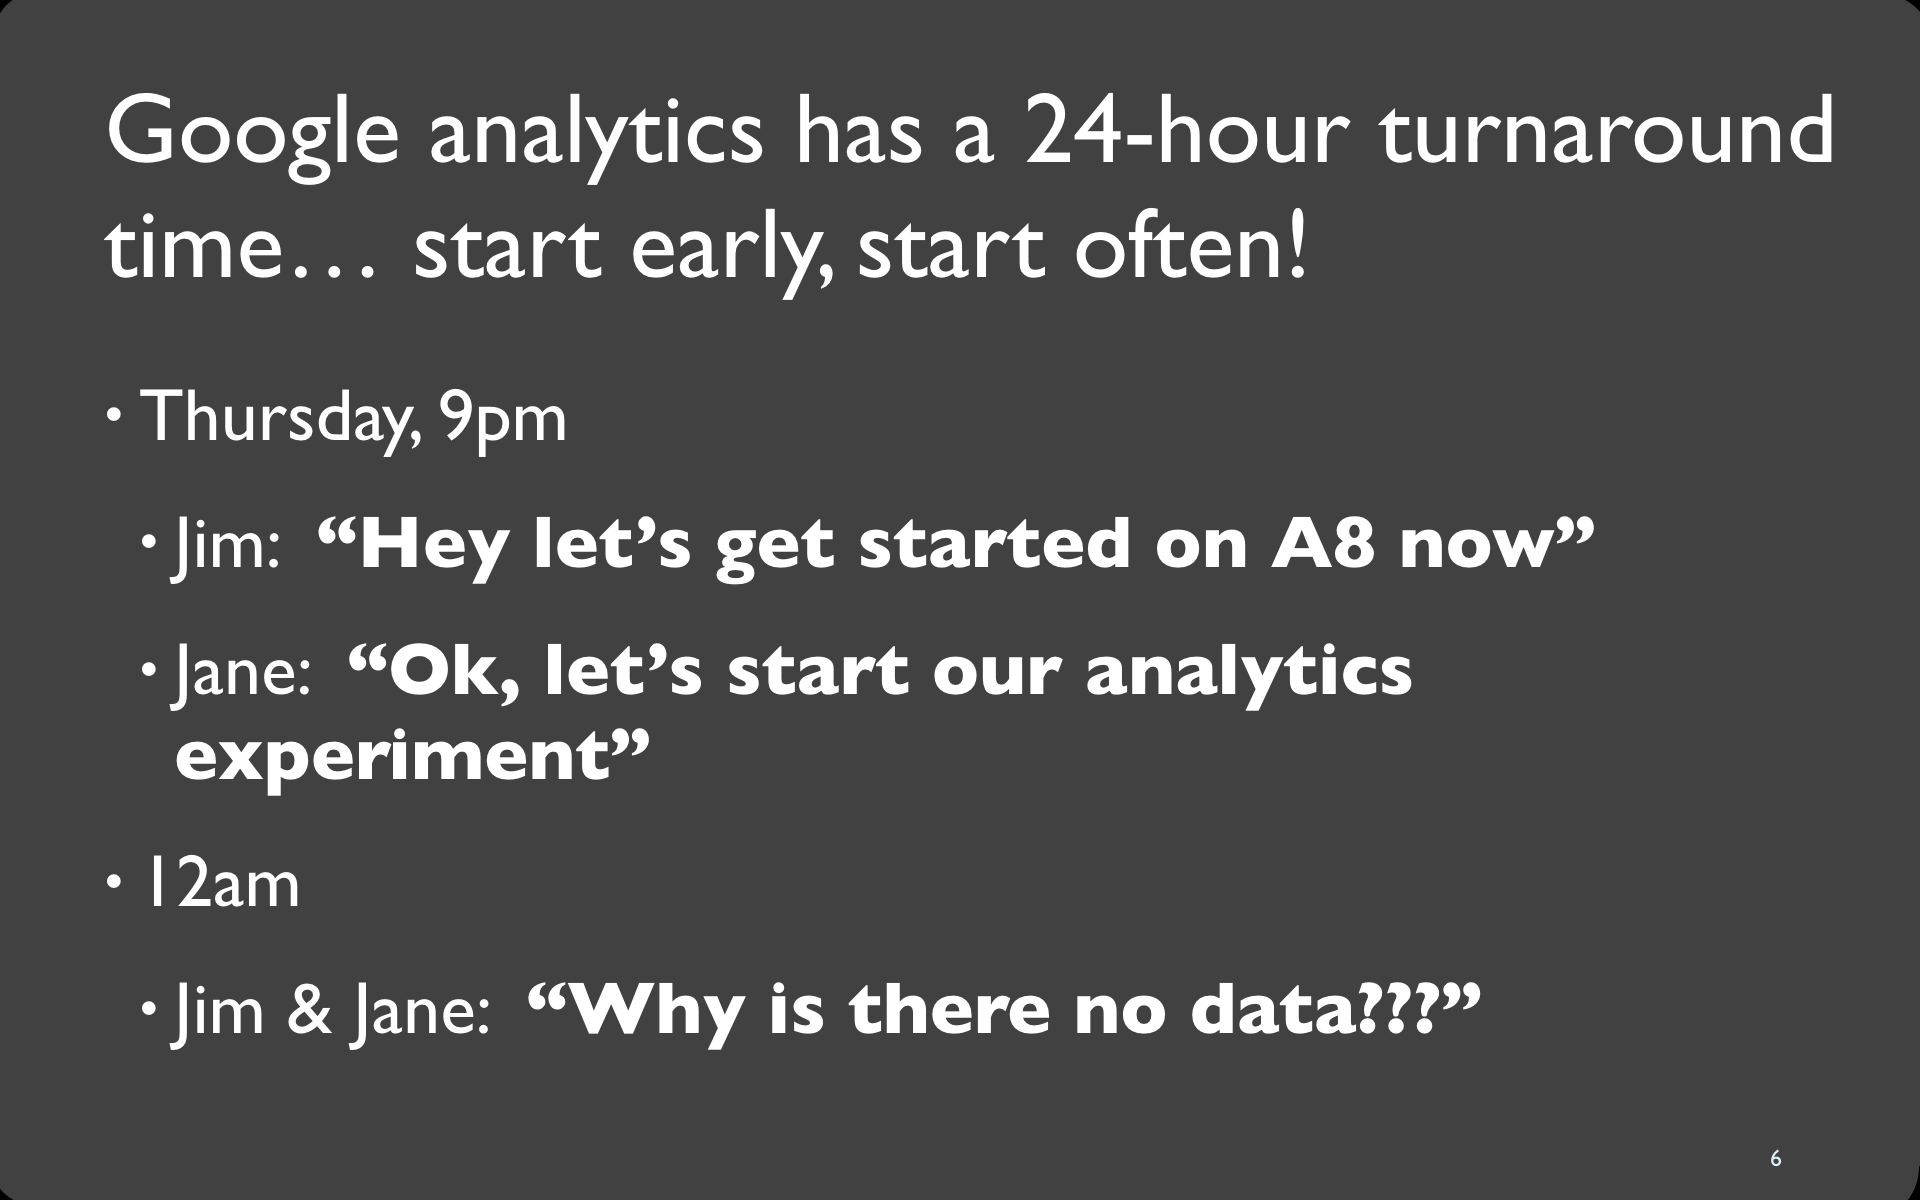 Google analytics has a 24-hour turnaround
time… start early, start often!
• Thursday, 9pm
• Jim: “Hey let’s get started on A8 now”
• Jane: “Ok, let’s start our analytics
experiment”
• 12am
• Jim & Jane: “Why is there no data???”
6